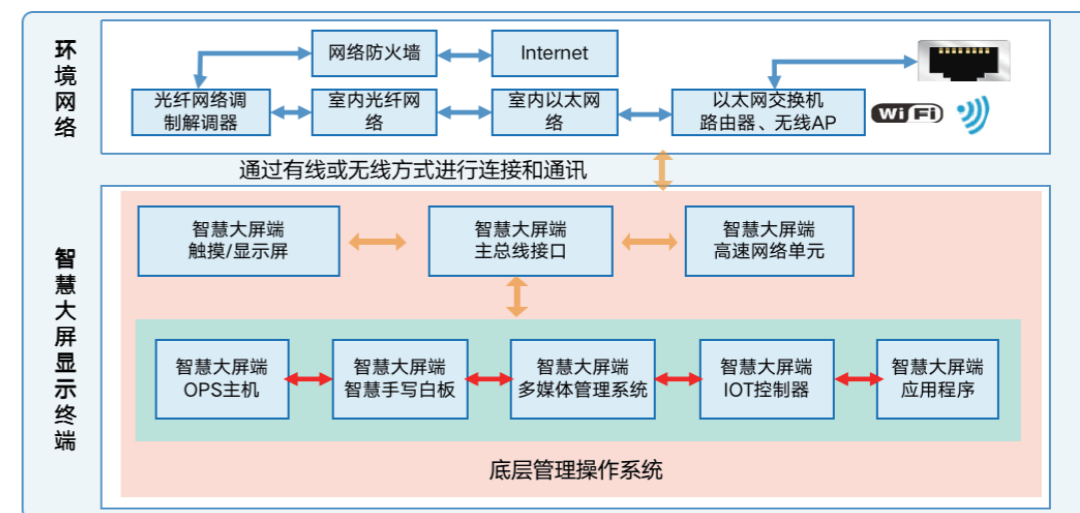 环境网络
网络防火墙
Internet
光纤网络调
制解调器
室内光纤网
络
室内以太网
络
以太网交换机
路由器、无线AP
WiFi
通过有线或无线方式进行连接和通讯
智慧大屏显示终端
智慧大屏端
触摸/显示屏
智慧大屏端
主总线接口
智慧大屏端
高速网络单元
智慧大屏端
OPS主机
智慧大屏端
智慧手写白板
智慧大屏端
多媒体管理系统
智慧大屏端
IOT控制器
智慧大屏端
应用程序
底层管理操作系统